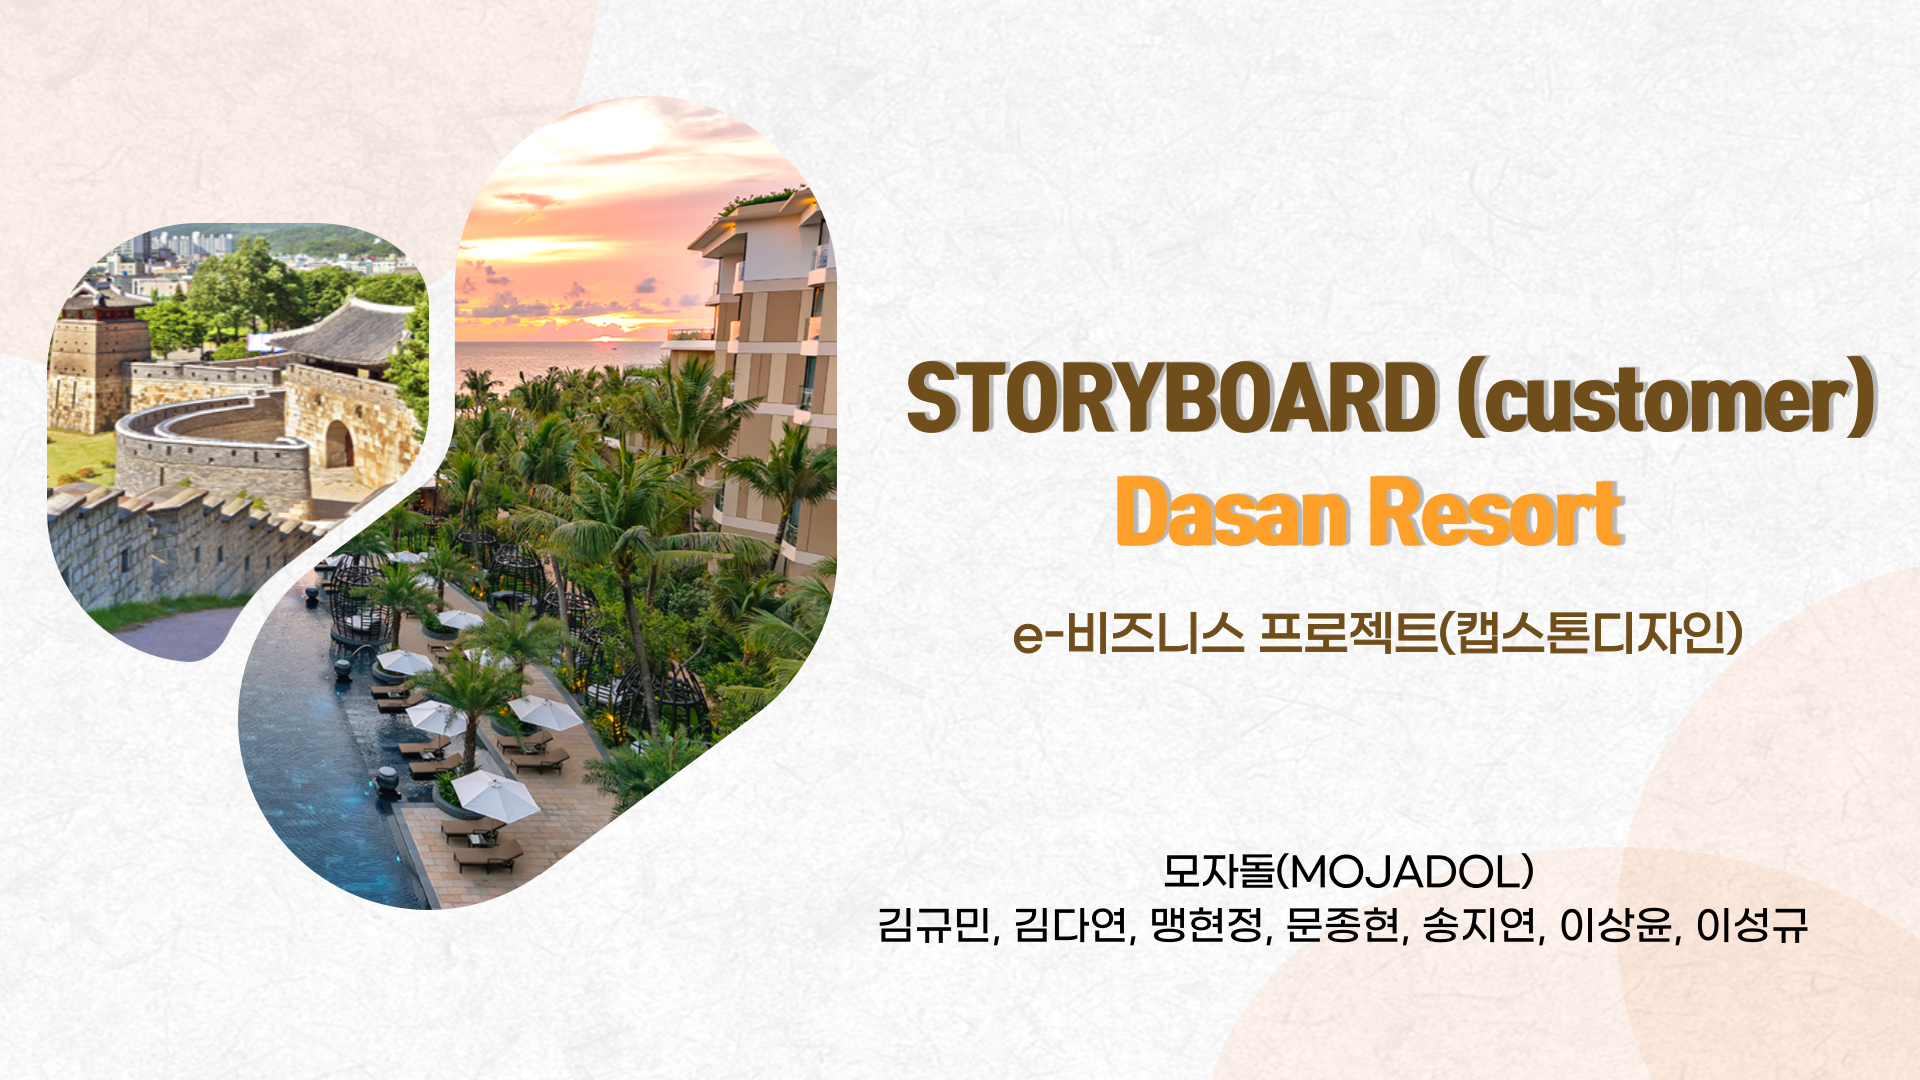 STORYBOARD (customer)
Dasan Resort
e-비즈니스 프로젝트(캡스톤디자인)
모자돌(MOJADOL)
김규민, 김다연, 맹현정, 문종현, 송지연, 이상윤, 이성규